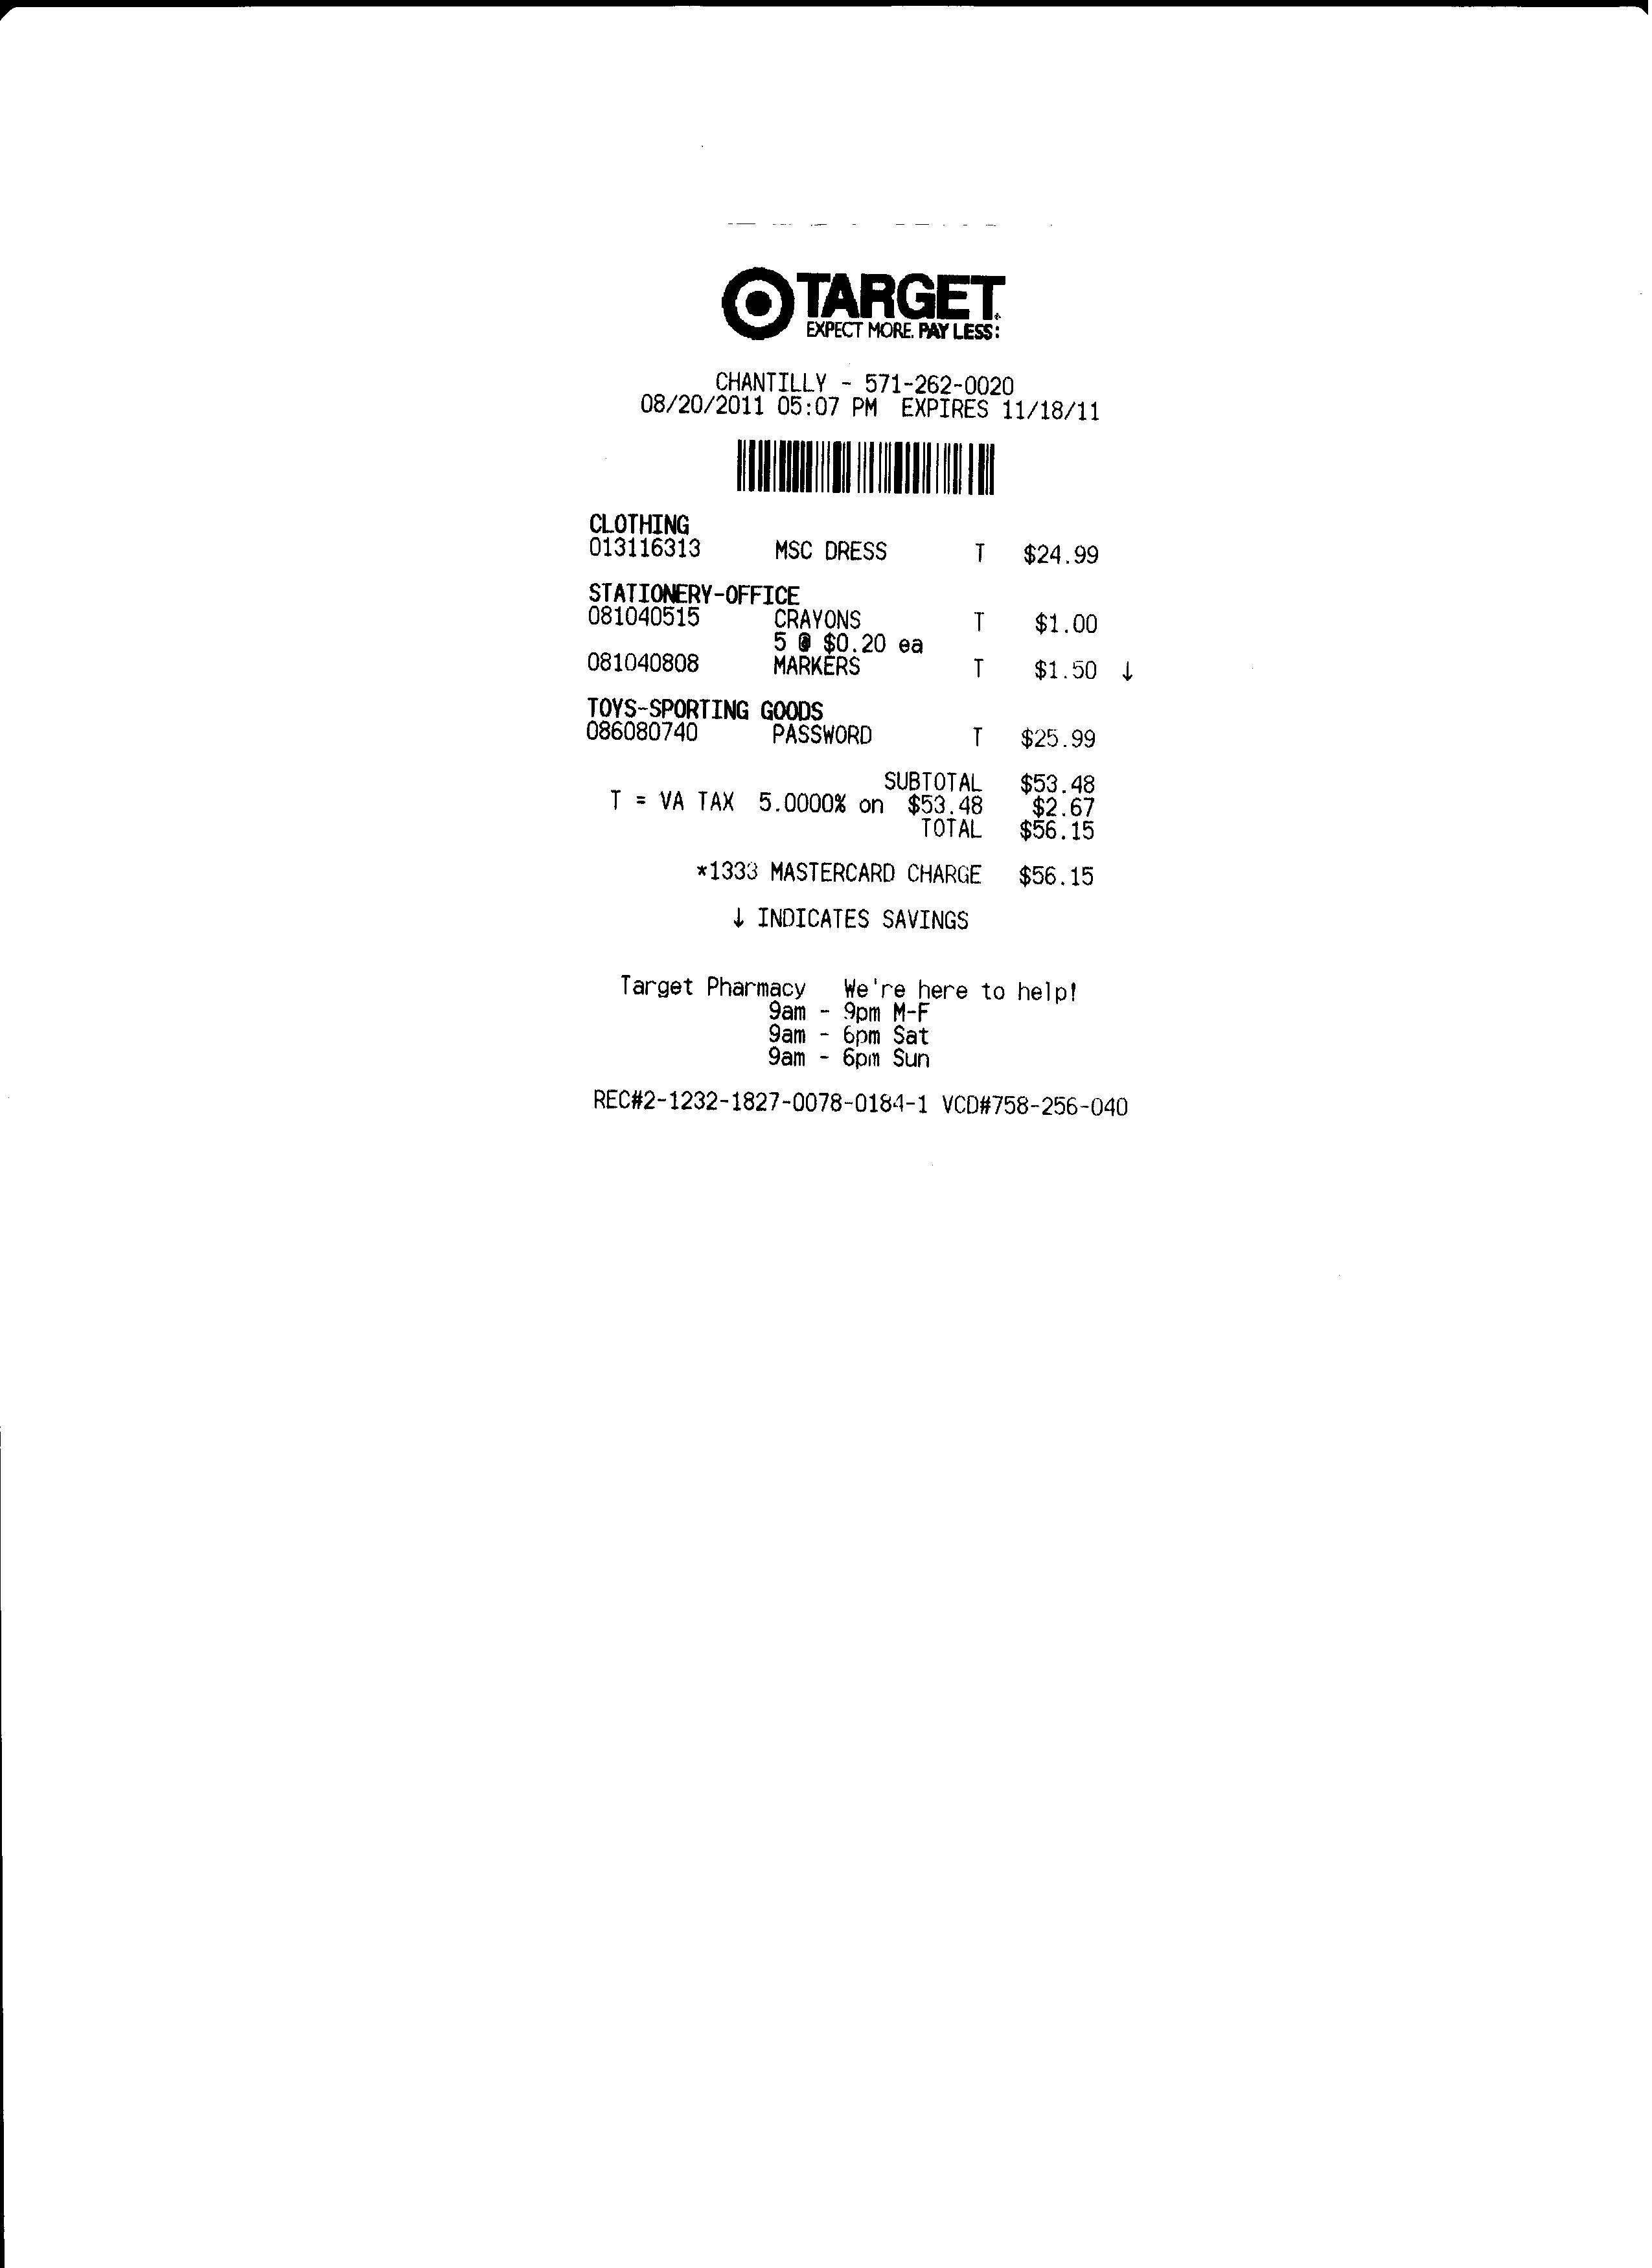 TARGET
EXPECT MORE. PAY LESS.
CHANTILLY - 571-262-0020
08/20/2011 05:07 PM EXPIRES 11/18/11
CLOTHING
013116313 MSC DRESS T $24.99
STATIONERY-OFFICE
081040515 CRAYONS T $1.00
5 @ $0.20 ea
081040808 MARKERS T $1.50 ↓
TOYS-SPORTING GOODS
086080740 PASSWORD T $25.99
SUBTOTAL $53.48
T = VA TAX 5.0000% on $53.48 $2.67
TOTAL $56.15
*1333 MASTERCARD CHARGE $56.15
↓ INDICATES SAVINGS
Target Pharmacy We're here to help!
9am - 9pm M-F
9am - 6pm Sat
9am - 6pm Sun
REC#2-1232-1827-0078-0184-1 VCD#758-256-040